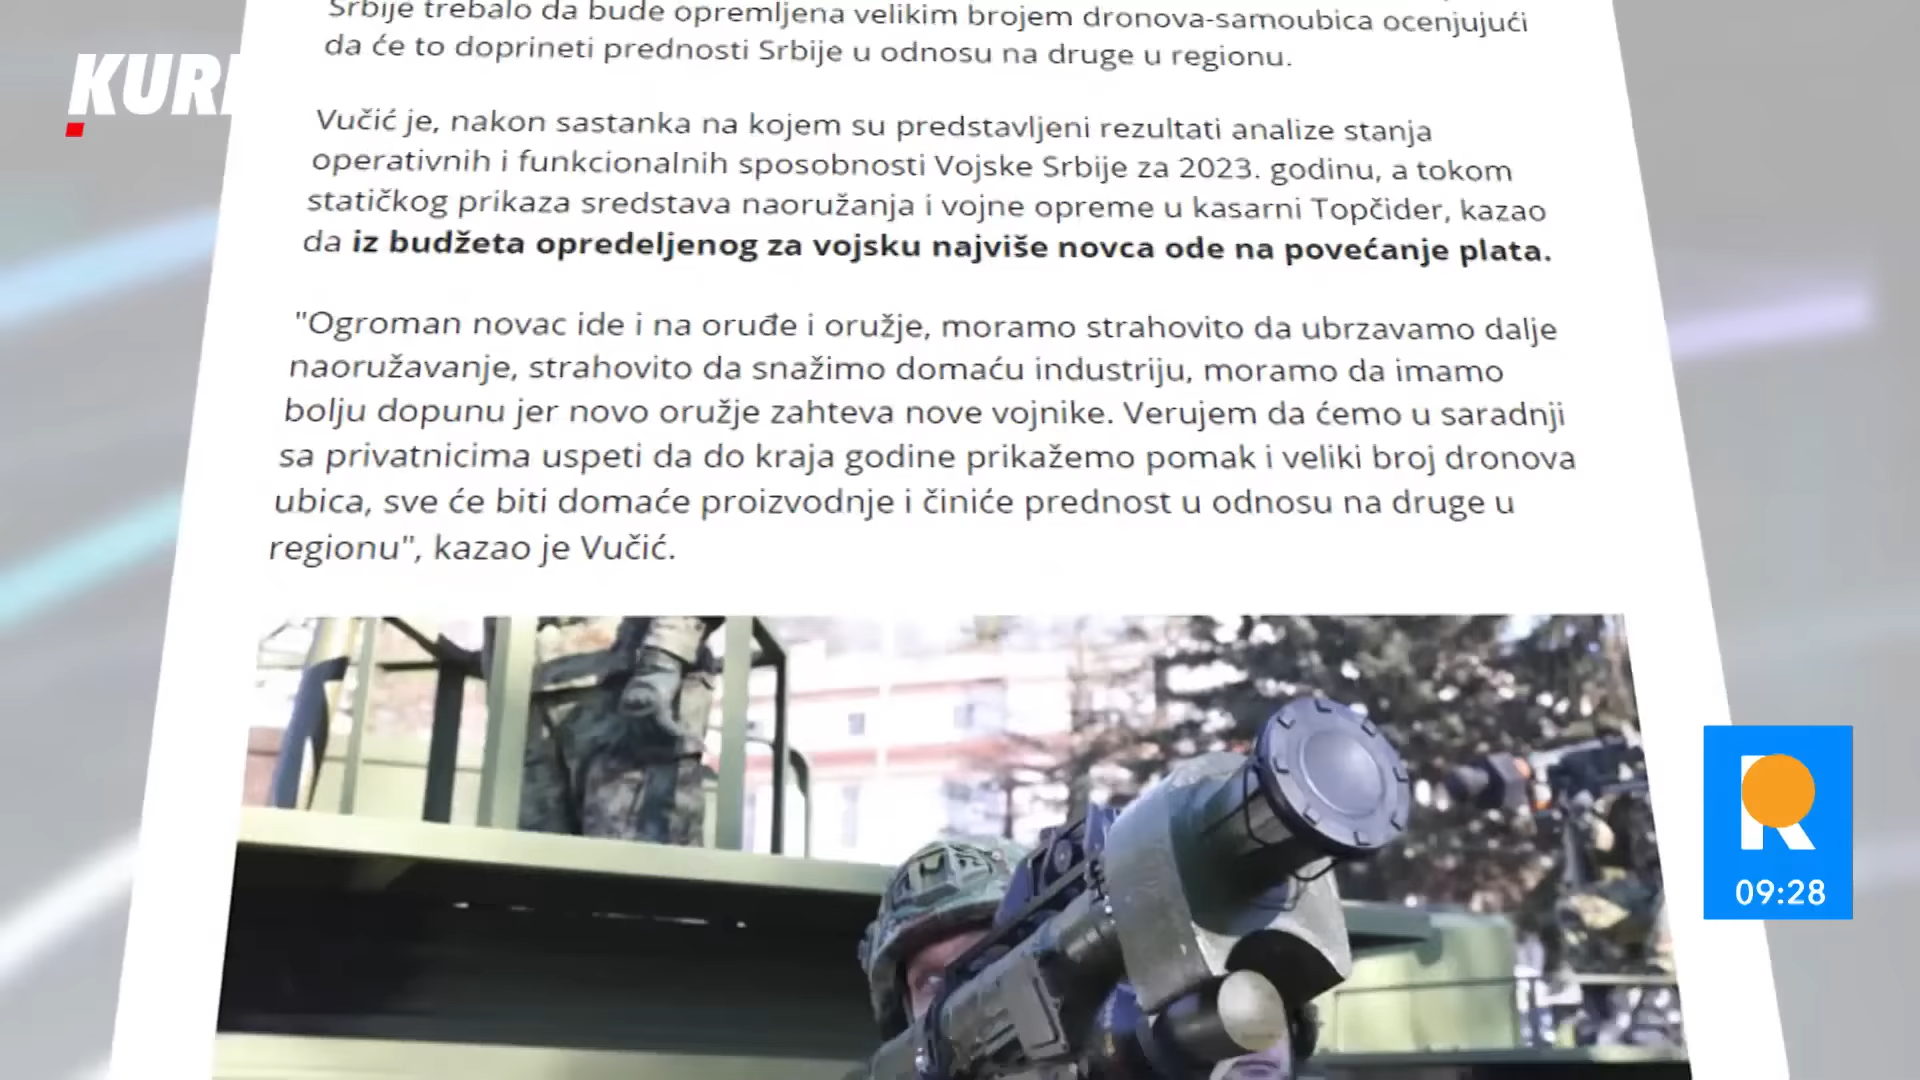 Srbije trebalo da bude opremljena velikim brojem dronova-samoubica ocenjujući
da će to doprineti prednosti Srbije u odnosu na druge u regionu.
KURI
Vučić je, nakon sastanka na kojem su predstavljeni rezultati analize stanja
operativnih i funkcionalnih sposobnosti Vojske Srbije za 2023. godinu, a tokom
statičkog prikaza sredstava naoružanja i vojne opreme u kasarni Topčider, kazao
da iz budžeta opredeljenog za vojsku najviše novca ode na povećanje plata.
"Ogroman novac ide i na oruđe i oružje, moramo strahovito da ubrzavamo dalje
naoružavanje, strahovito da snažimo domaću industriju, moramo da imamo
bolju dopunu jer novo oružje zahteva nove vojnike. Verujem da ćemo u saradnji
sa privatnicima uspeti da do kraja godine prikažemo pomak i veliki broj dronova
ubica, sve će biti domaće proizvodnje i činiće prednost u odnosu na druge u
regionu", kazao je Vučić.
R
09:28